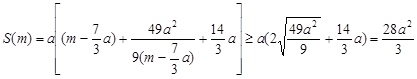 S(m) = a[(m − 7/3 a) + 49a²/(9(m − 7/3 a)) + 14/3 a] ≥ a(2√(49a²/9) + 14/3 a) = 28a²/3